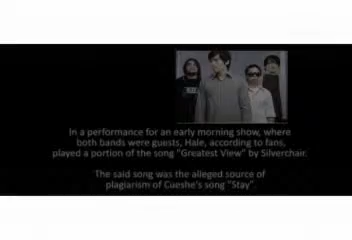 In a performance for an early morning show, where
both bands were guests, Hale, according to fans,
played a portion of the song "Greatest View" by Silverchair.
The said song was the alleged source of
plagiarism of Cueshe's song "Stay".